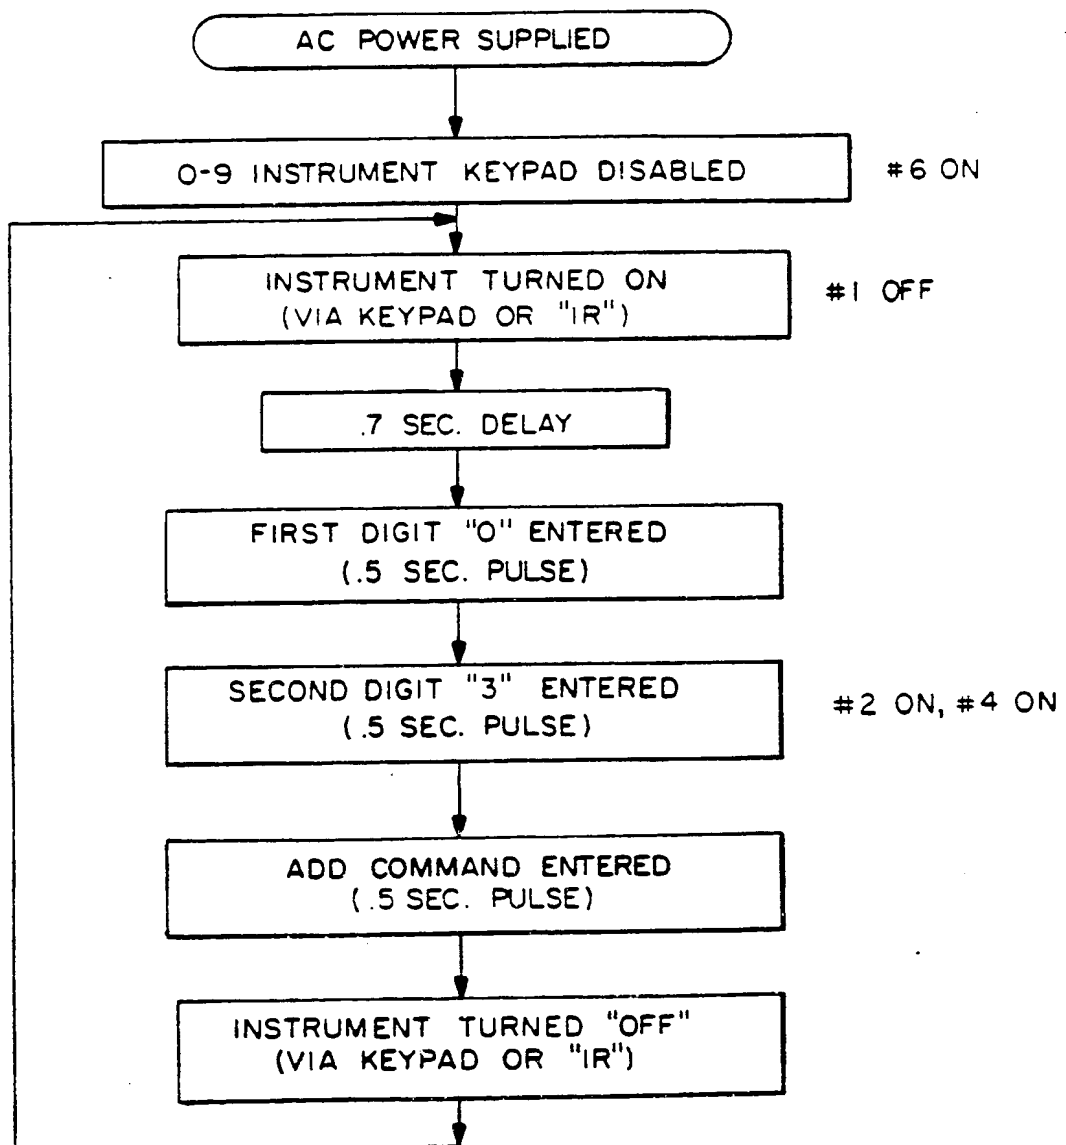 AC POWER SUPPLIED
0-9 INSTRUMENT KEYPAD DISABLED
#6 ON
INSTRUMENT TURNED ON
(VIA KEYPAD OR "IR")
#1 OFF
.7 SEC. DELAY
FIRST DIGIT "0" ENTERED
(.5 SEC. PULSE)
SECOND DIGIT "3" ENTERED
(.5 SEC. PULSE)
#2 ON, #4 ON
ADD COMMAND ENTERED
(.5 SEC. PULSE)
INSTRUMENT TURNED "OFF"
(VIA KEYPAD OR "IR")